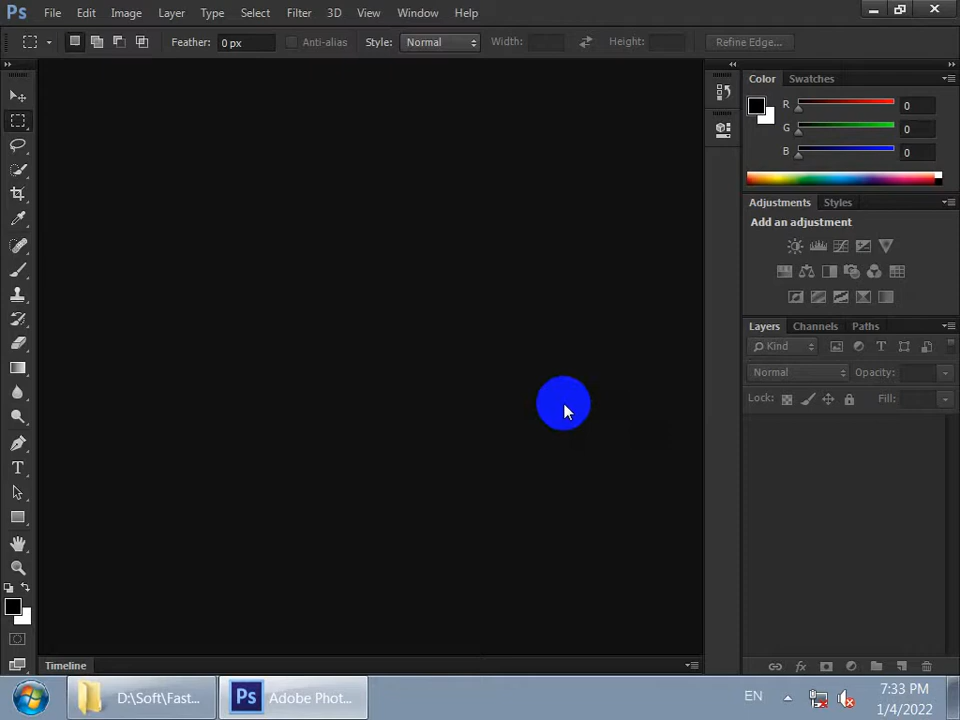 Ps File Edit Image Layer Type Select Filter 3D View Window Help
Feather: 0 px Anti-alias Style: Normal Width: Height: Refine Edge...
Color Swatches
R 0
G 0
B 0
Adjustments Styles
Add an adjustment
Layers Channels Paths
Kind
Normal Opacity:
Lock: Fill:
Timeline
D:\Soft\Fast... Ps Adobe Phot... EN 7:33 PM
1/4/2022